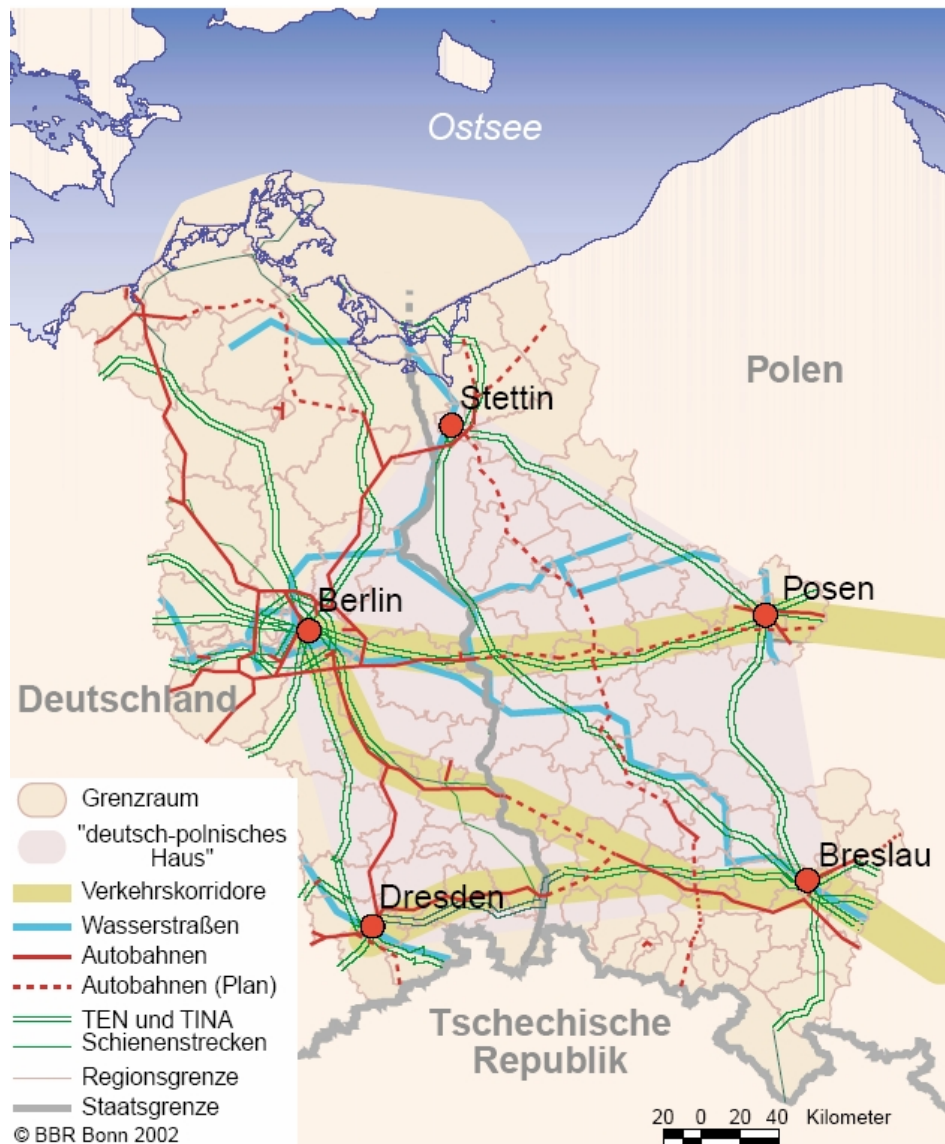 Ostsee
Polen
Stettin
Posen
Berlin
Deutschland
Breslau
Dresden
Tschechische
Republik
Grenzraum
"deutsch-polnisches
Haus"
Verkehrskorridore
Wasserstraßen
Autobahnen
Autobahnen (Plan)
TEN und TINA
Schienenstrecken
Regionsgrenze
Staatsgrenze
© BBR Bonn 2002
20 0 20 40 Kilometer